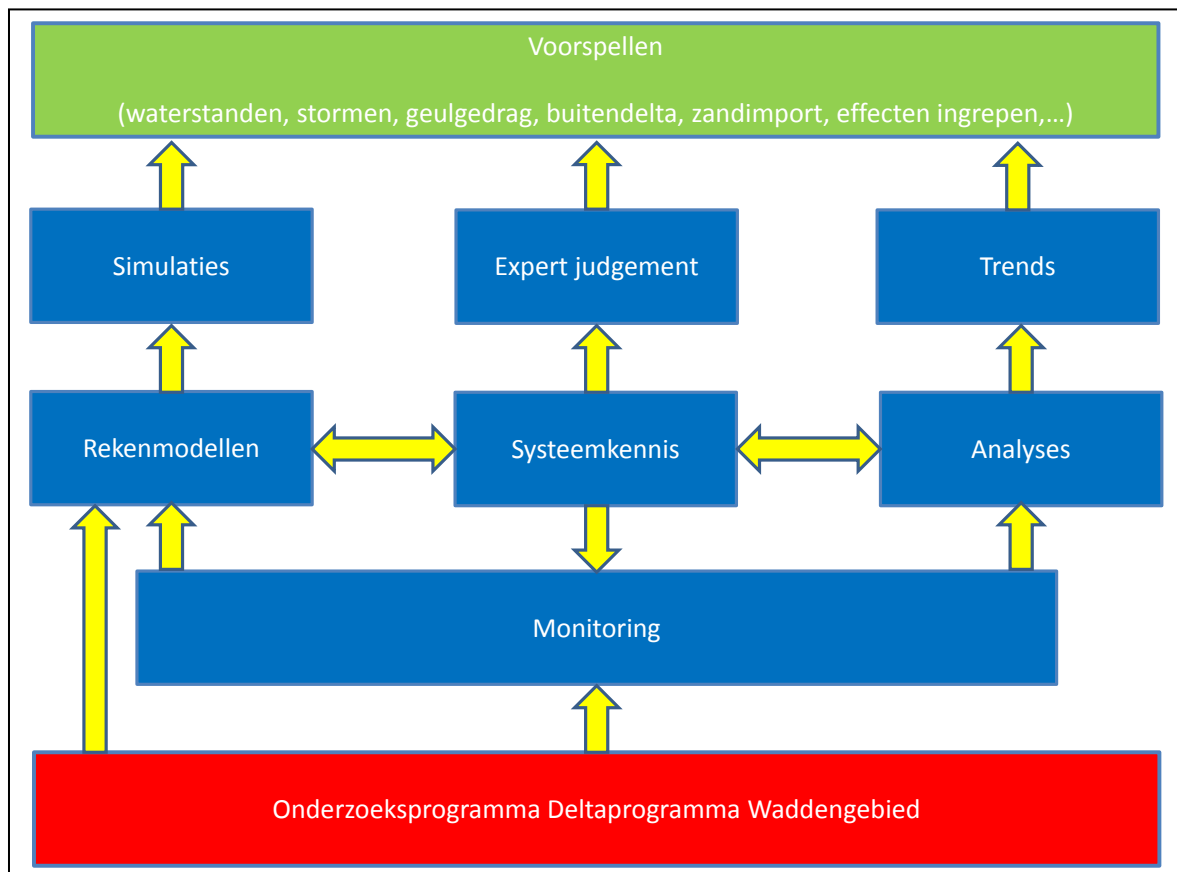 Voorspellen
(waterstanden, stormen, geulgedrag, buitendelta, zandimport, effecten ingrepen,...)
Simulaties
Expert judgement
Trends
Rekenmodellen
Systeemkennis
Analyses
Monitoring
Onderzoeksprogramma Deltaprogramma Waddengebied